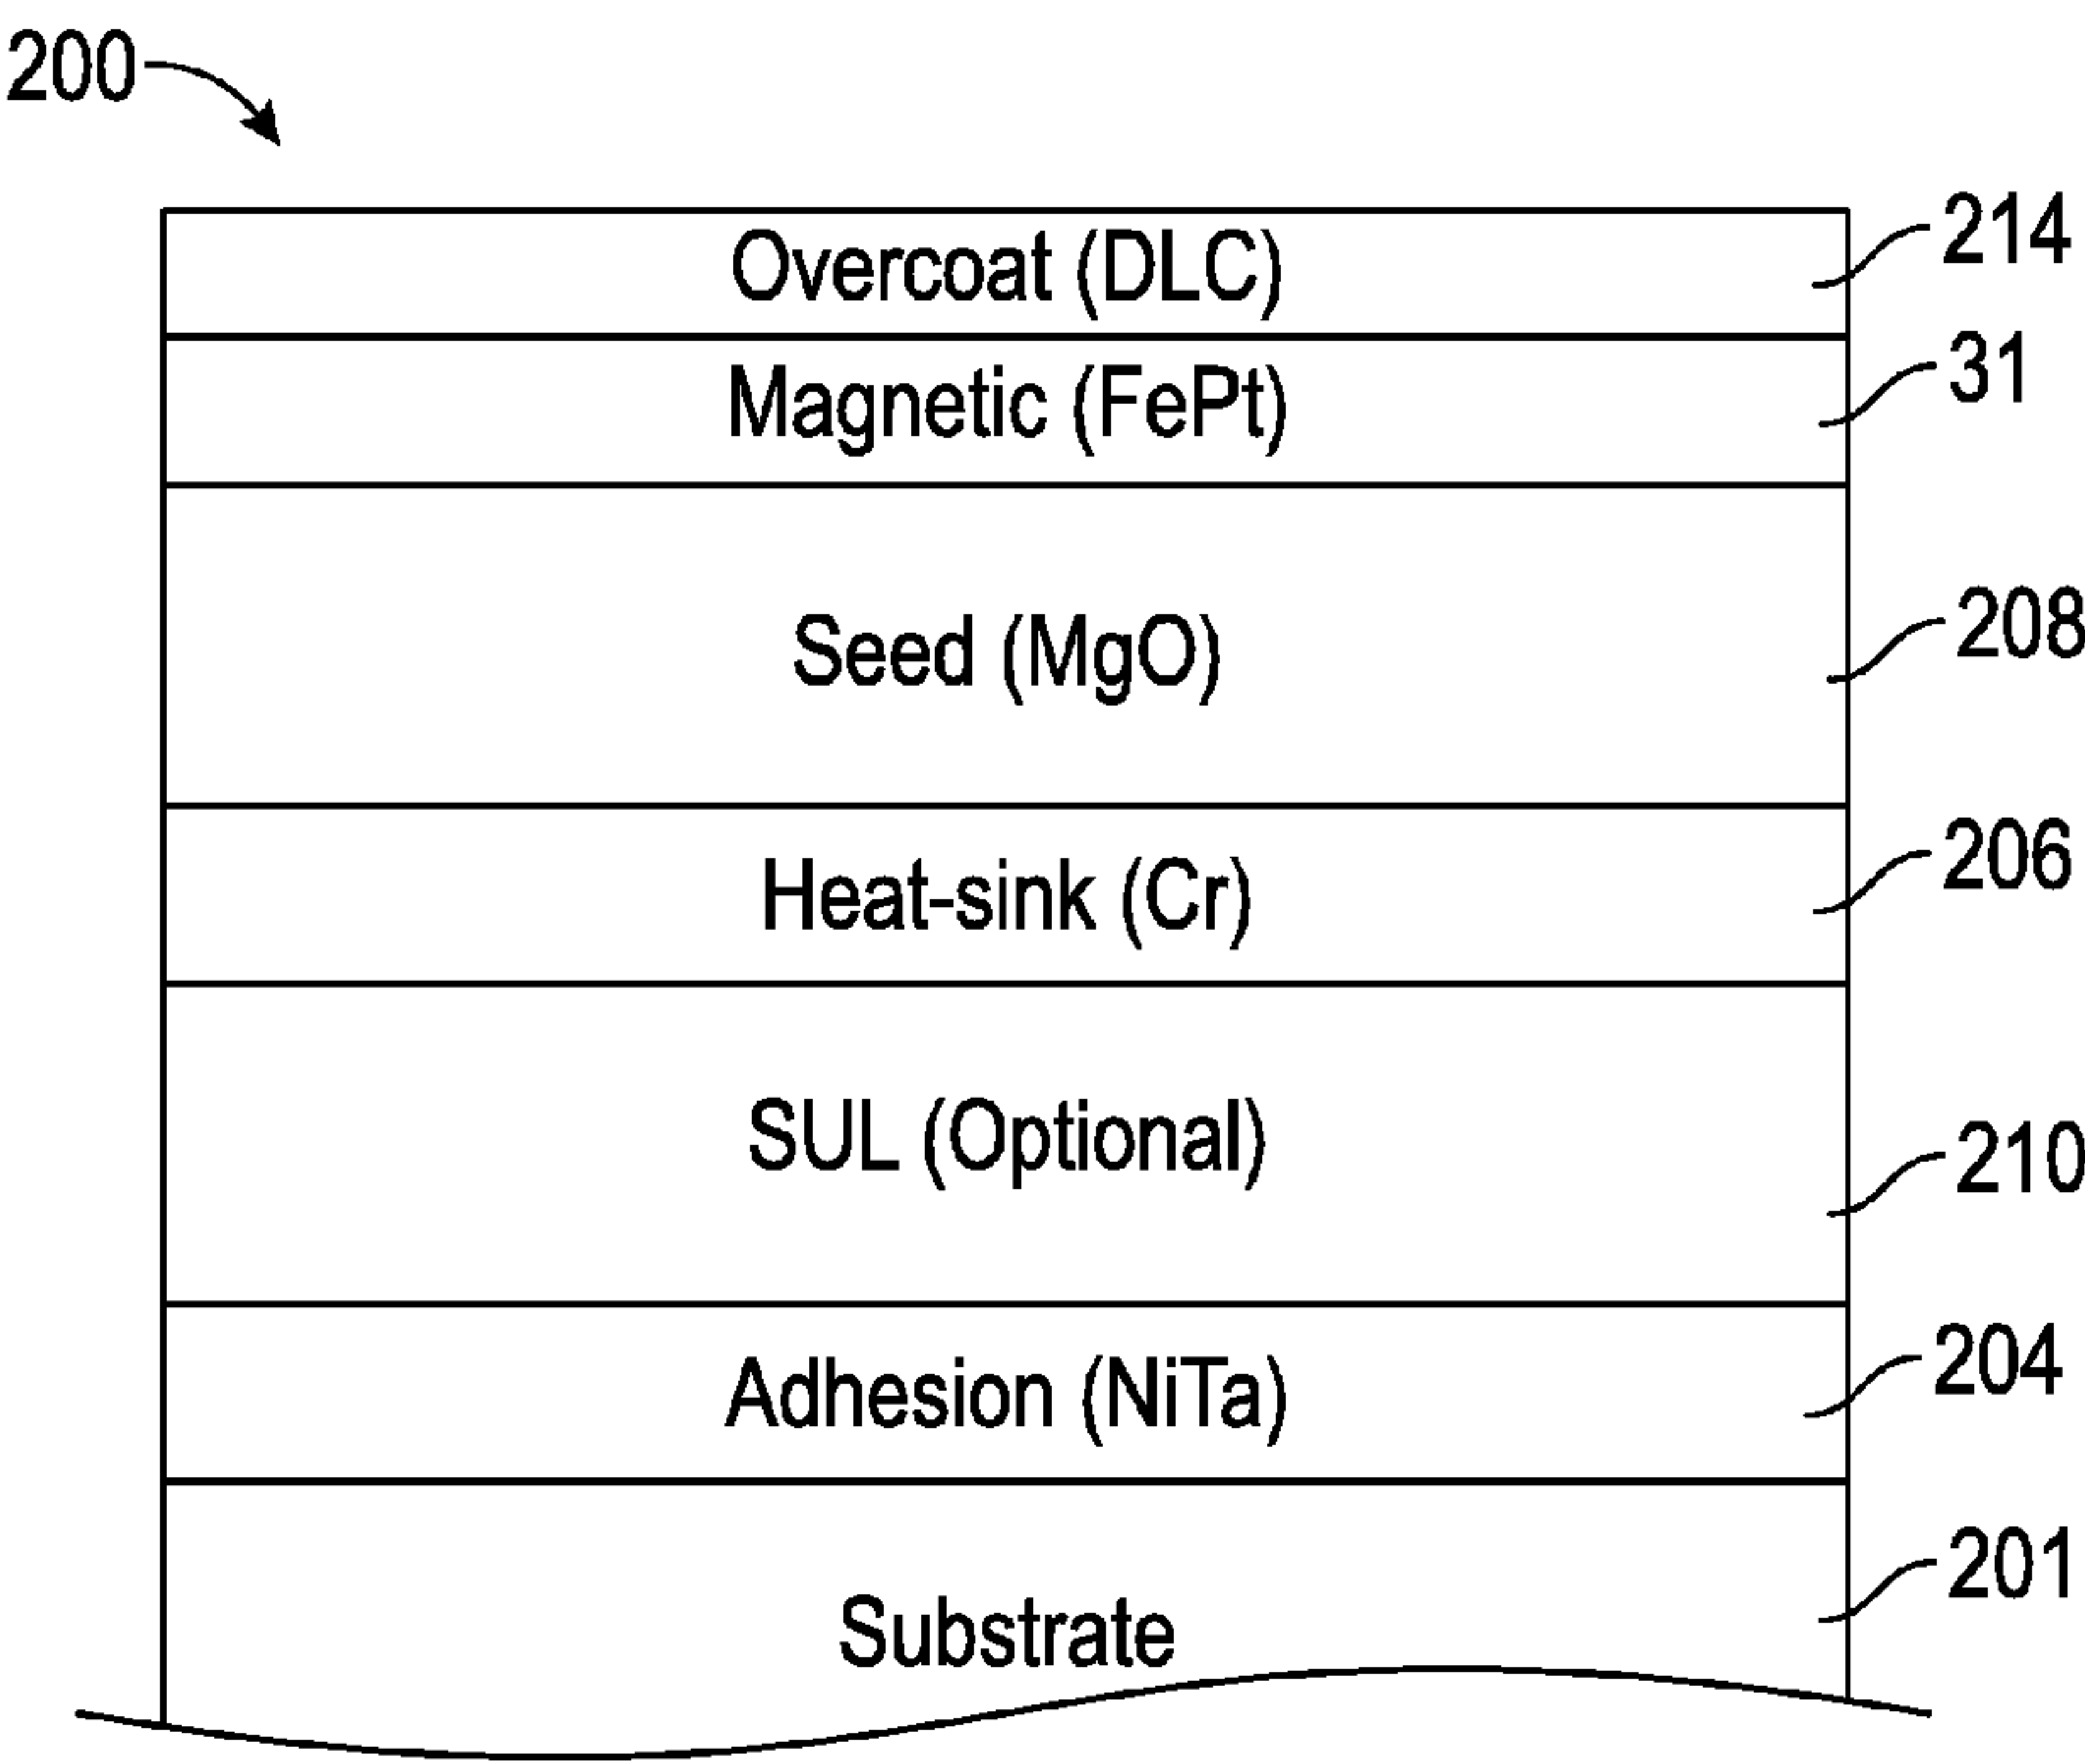 200
Overcoat (DLC)
214
Magnetic (FePt)
31
Seed (MgO)
208
Heat-sink (Cr)
206
SUL (Optional)
210
Adhesion (NiTa)
204
Substrate
201